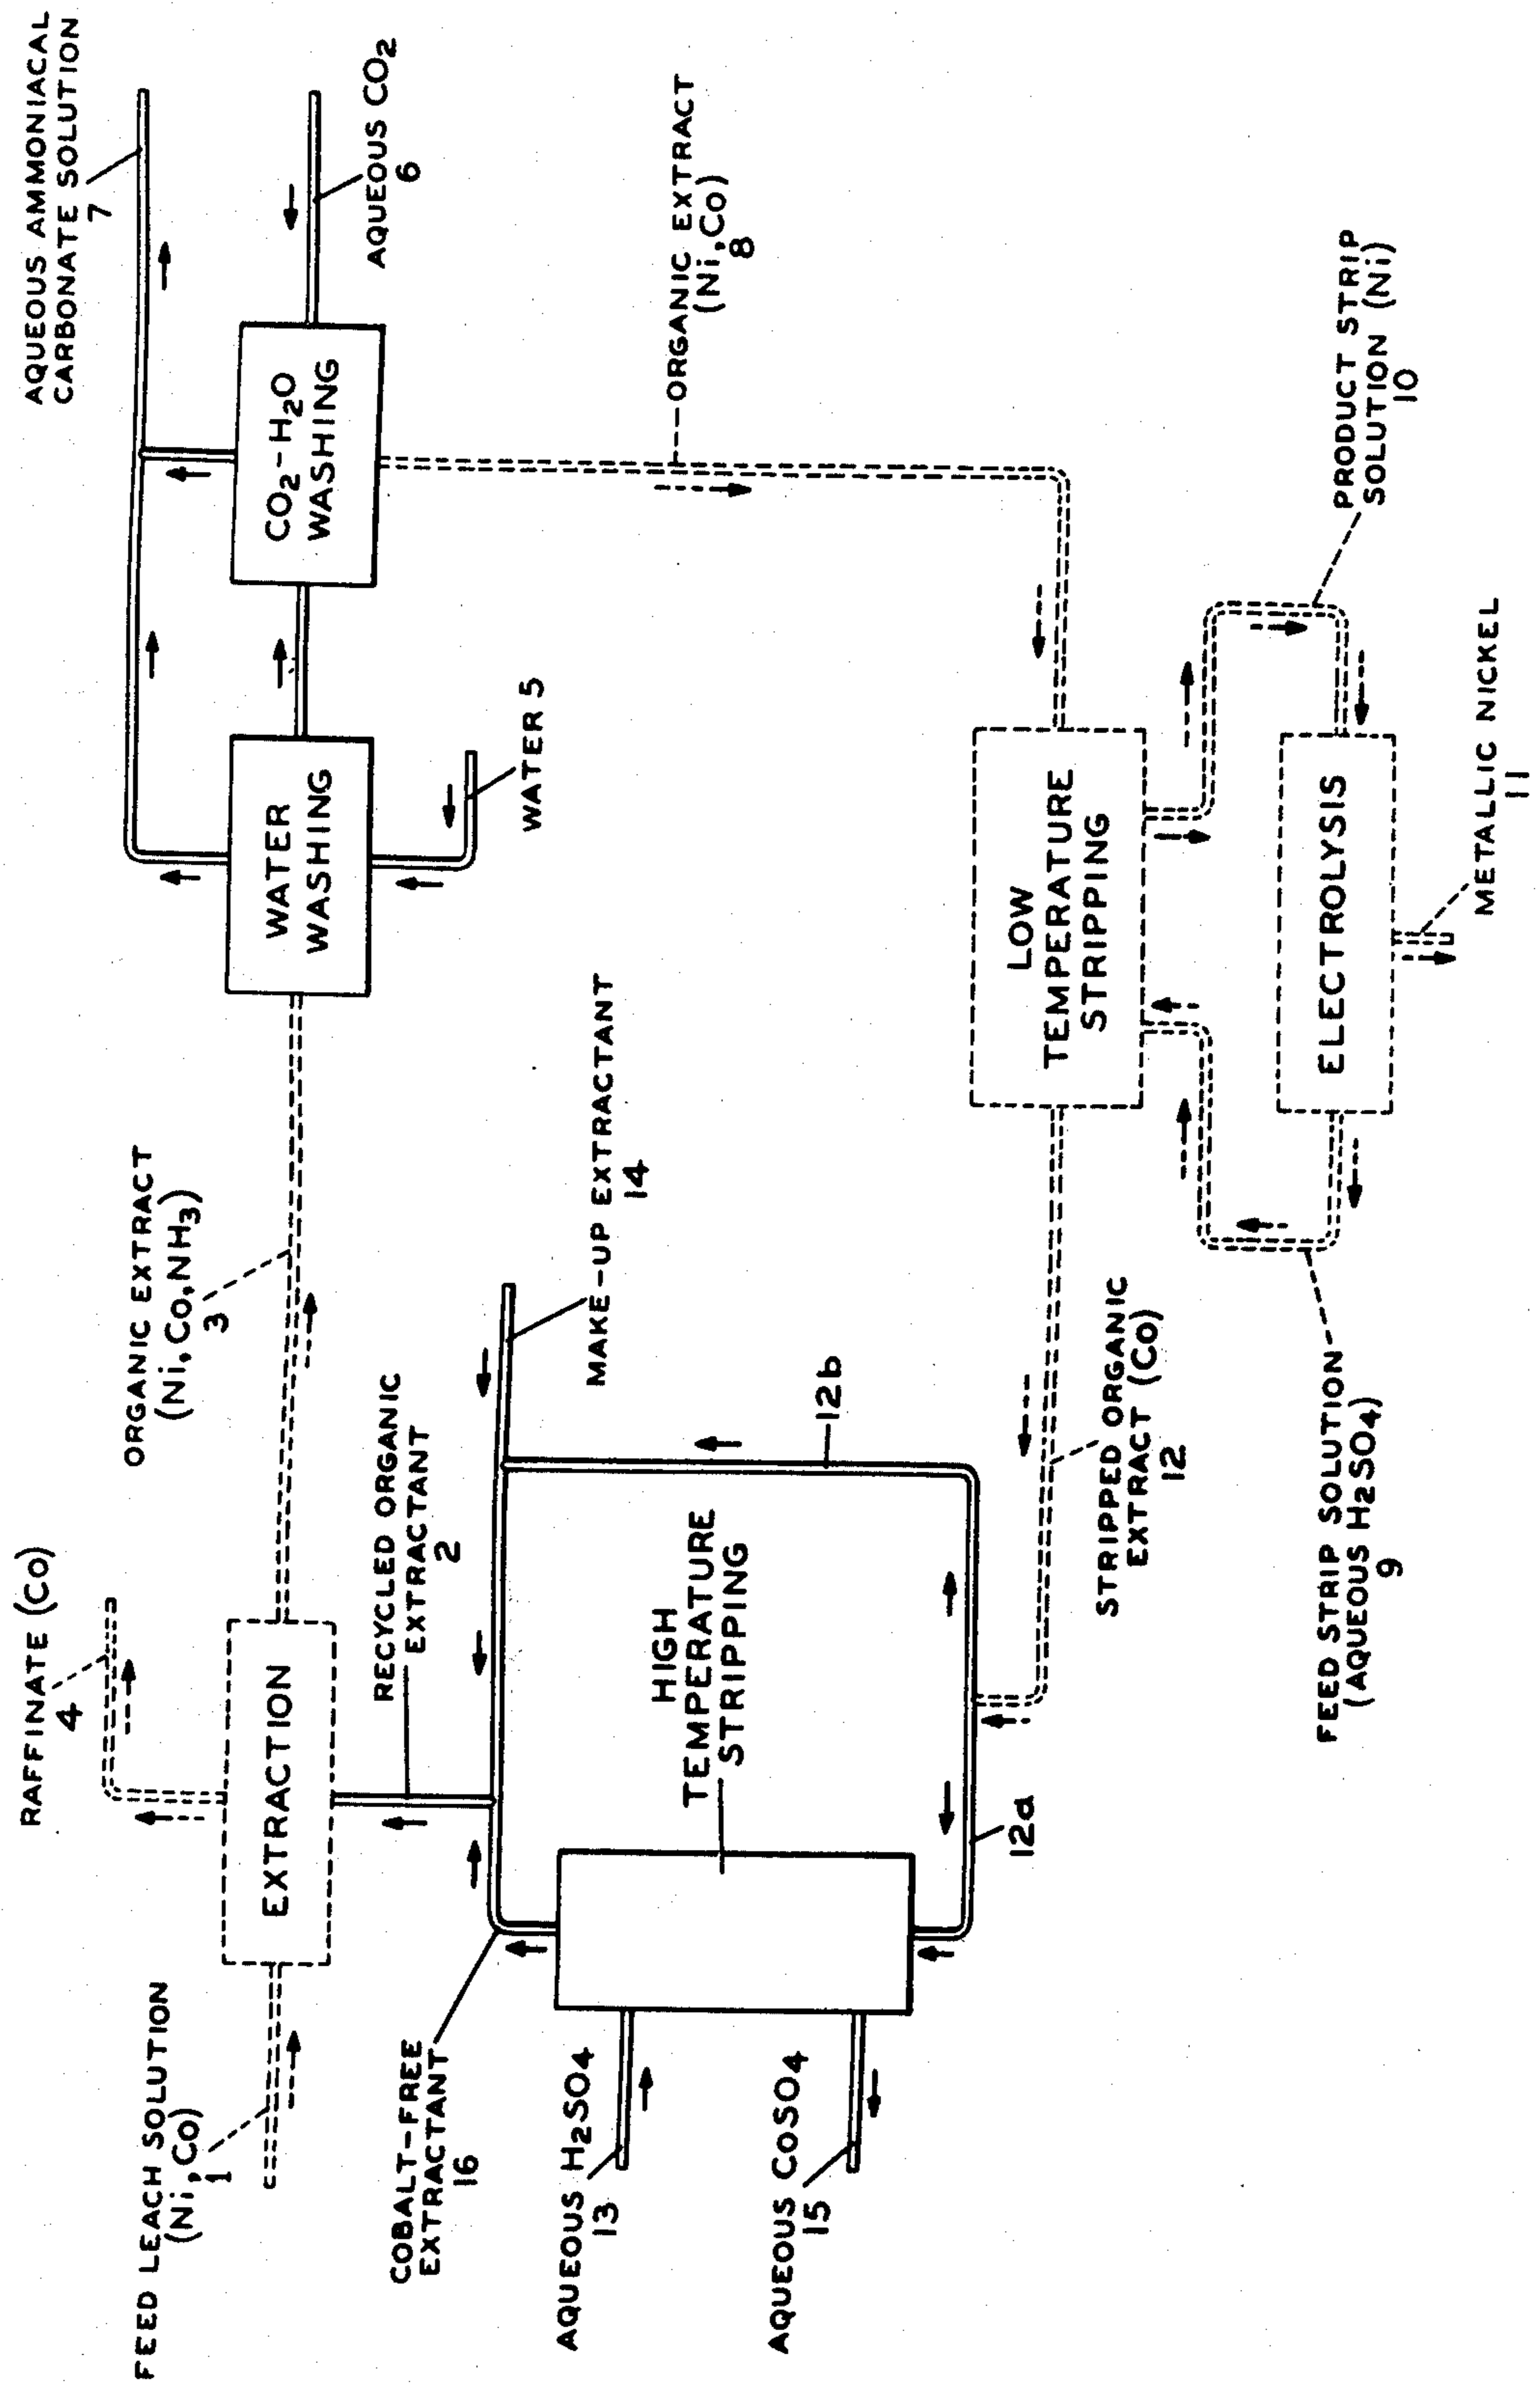 RAFFINATE (CO)
4
FEED LEACH SOLUTION
(Ni,CO)
1
EXTRACTION
ORGANIC EXTRACT
(Ni,Co,NH3)
3
AQUEOUS AMMONIACAL
CARBONATE SOLUTION
7
WATER
WASHING
CO2-H2O
WASHING
AQUEOUS CO2
6
WATER 5
RECYCLED ORGANIC
EXTRACTANT
2
COBALT-FREE
EXTRACTANT
16
MAKE-UP EXTRACTANT
14
AQUEOUS H2SO4
13
AQUEOUS CoSO4
15
HIGH
TEMPERATURE
STRIPPING
12b
12a
ORGANIC EXTRACT
(Ni,Co)
8
LOW
TEMPERATURE
STRIPPING
STRIPPED ORGANIC
EXTRACT (CO)
12
FEED STRIP SOLUTION
(AQUEOUS H2SO4)
9
PRODUCT STRIP
SOLUTION (Ni)
10
ELECTROLYSIS
METALLIC NICKEL
11